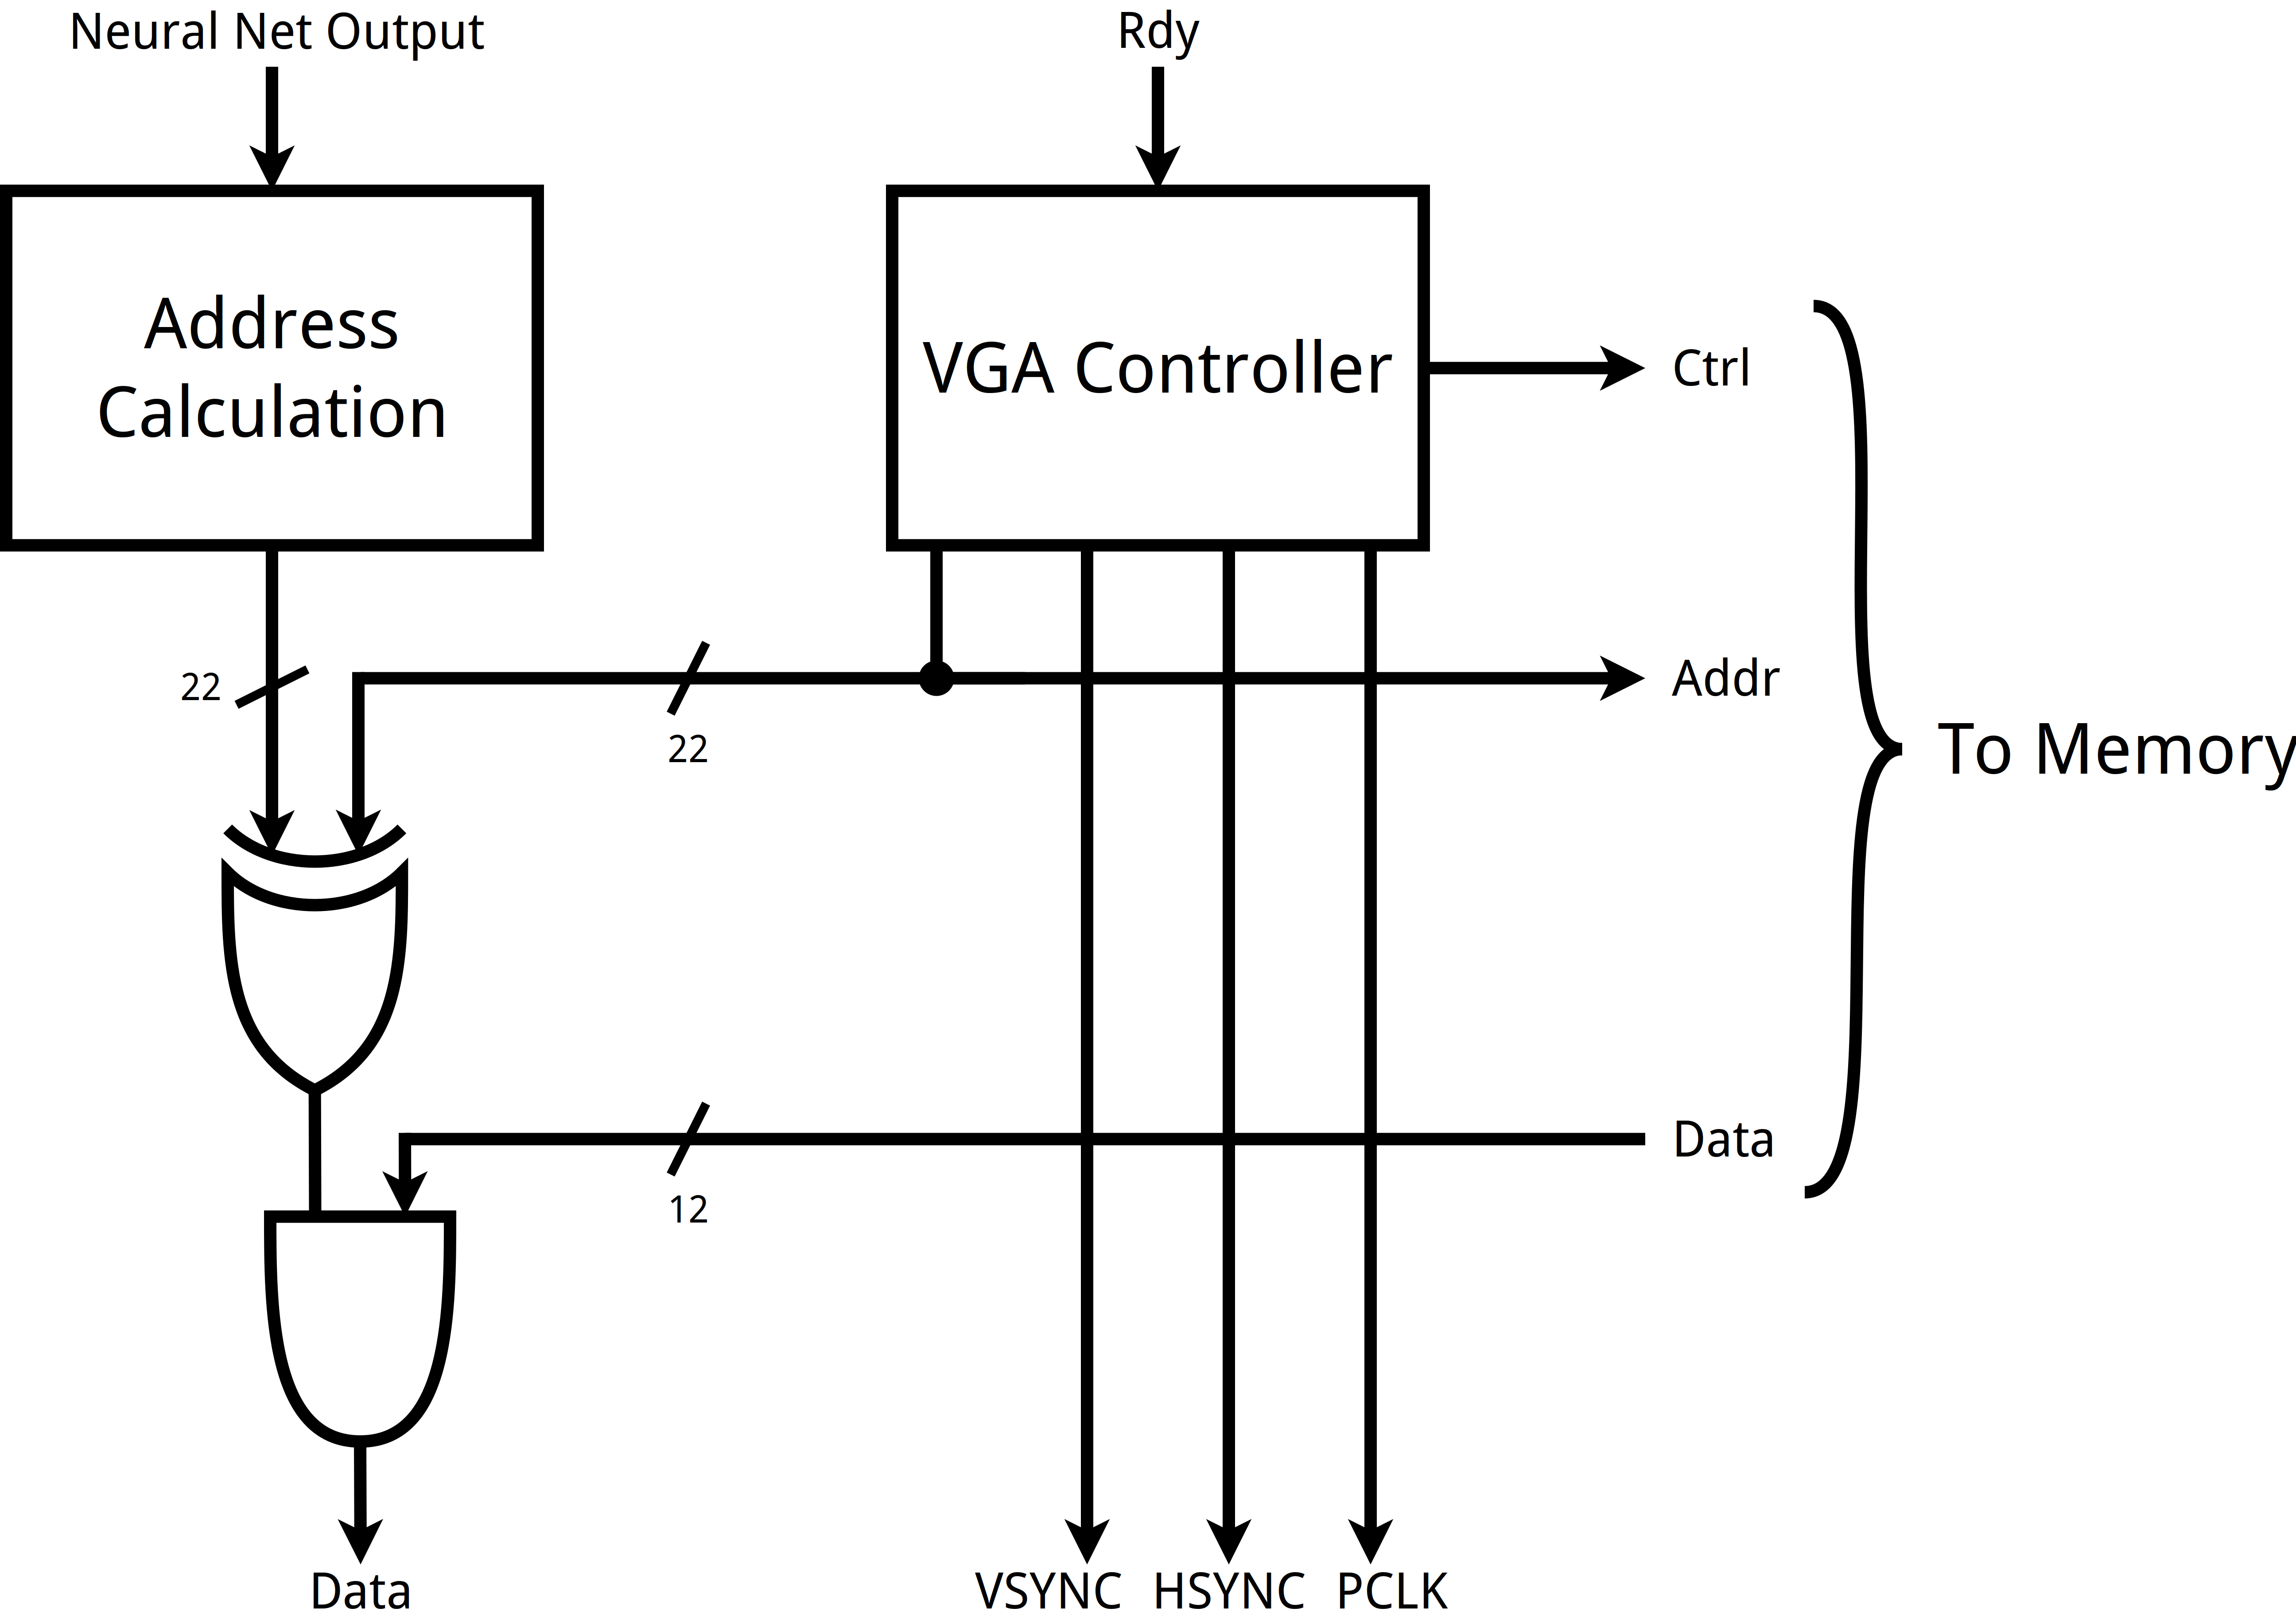 Neural Net Output
Rdy
Address
Calculation
VGA Controller
Ctrl
22
22
Addr
To Memory
12
Data
Data
VSYNC
HSYNC
PCLK